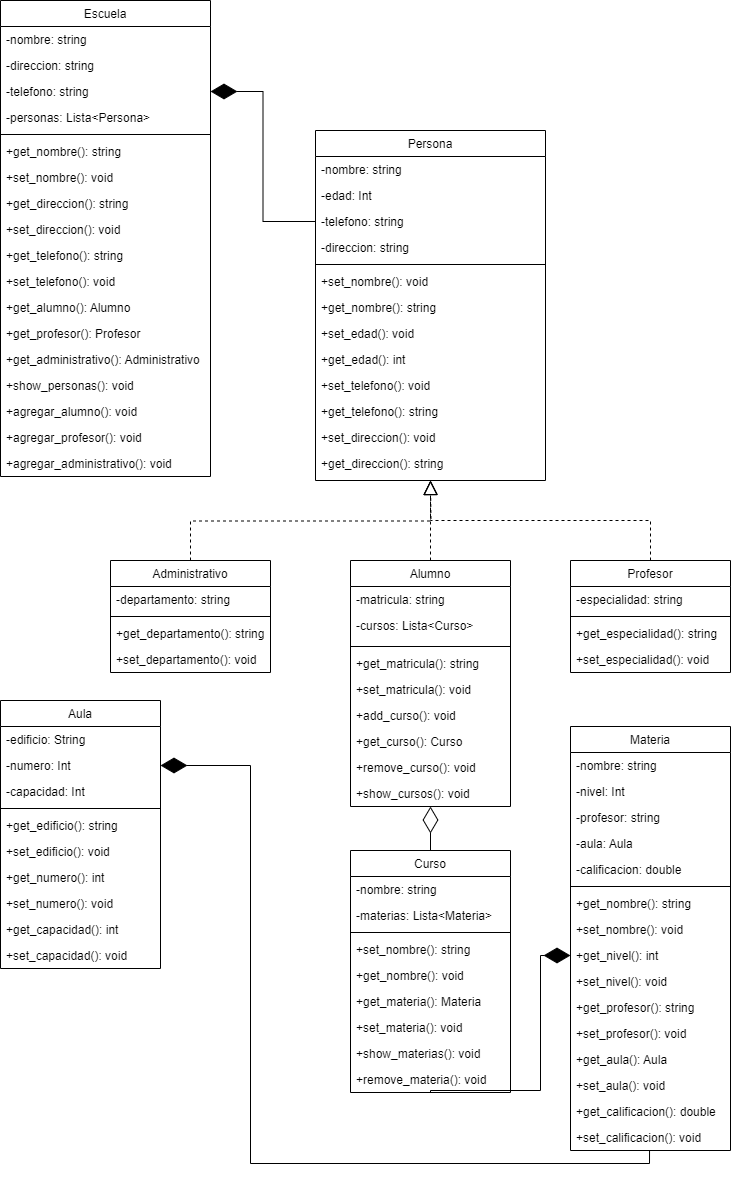 Escuela
-nombre: string
-direccion: string
-telefono: string
-personas: Lista<Persona>
+get_nombre(): string
+set_nombre(): void
+get_direccion(): string
+set_direccion(): void
+get_telefono(): string
+set_telefono(): void
+get_alumno(): Alumno
+get_profesor(): Profesor
+get_administrativo(): Administrativo
+show_personas(): void
+agregar_alumno(): void
+agregar_profesor(): void
+agregar_administrativo(): void
Persona
-nombre: string
-edad: Int
-telefono: string
-direccion: string
+set_nombre(): void
+get_nombre(): string
+set_edad(): void
+get_edad(): int
+set_telefono(): void
+get_telefono(): string
+set_direccion(): void
+get_direccion(): string
Administrativo
-departamento: string
+get_departamento(): string
+set_departamento(): void
Alumno
-matricula: string
-cursos: Lista<Curso>
+get_matricula(): string
+set_matricula(): void
+add_curso(): void
+get_curso(): Curso
+remove_curso(): void
+show_cursos(): void
Profesor
-especialidad: string
+get_especialidad(): string
+set_especialidad(): void
Aula
-edificio: String
-numero: Int
-capacidad: Int
+get_edificio(): string
+set_edificio(): void
+get_numero(): int
+set_numero(): void
+get_capacidad(): int
+set_capacidad(): void
Curso
-nombre: string
-materias: Lista<Materia>
+set_nombre(): string
+get_nombre(): void
+get_materia(): Materia
+set_materia(): void
+show_materias(): void
+remove_materia(): void
Materia
-nombre: string
-nivel: Int
-profesor: string
-aula: Aula
-calificacion: double
+get_nombre(): string
+set_nombre(): void
+get_nivel(): int
+set_nivel(): void
+get_profesor(): string
+set_profesor(): void
+get_aula(): Aula
+set_aula(): void
+get_calificacion(): double
+set_calificacion(): void